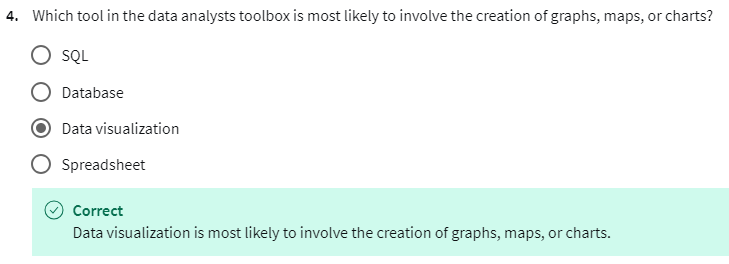 4. Which tool in the data analysts toolbox is most likely to involve the creation of graphs, maps, or charts?
SQL
Database
Data visualization
Spreadsheet
Correct
Data visualization is most likely to involve the creation of graphs, maps, or charts.